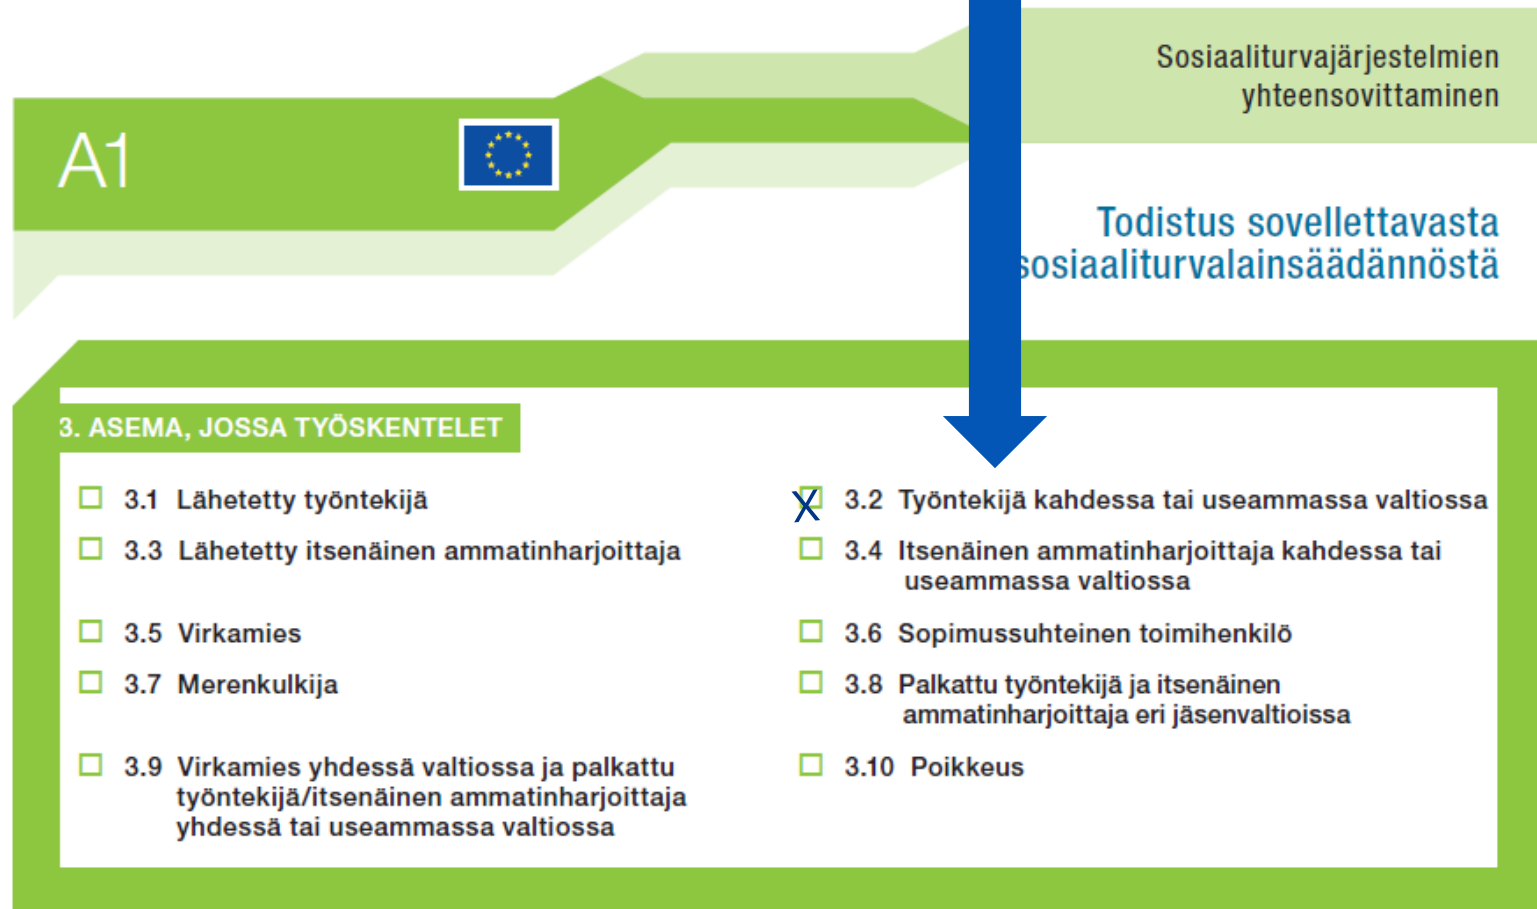 Sosiaaliturvajärjestelmien
yhteensovittaminen
A1
Todistus sovellettavasta
sosiaaliturvalainsäädännöstä
3. ASEMA, JOSSA TYÖSKENTELET
3.1 Lähetetty työntekijä
X 3.2 Työntekijä kahdessa tai useammassa valtiossa
3.3 Lähetetty itsenäinen ammatinharjoittaja
3.4 Itsenäinen ammatinharjoittaja kahdessa tai
useammassa valtiossa
3.5 Virkamies
3.6 Sopimussuhteinen toimihenkilö
3.7 Merenkulkija
3.8 Palkattu työntekijä ja itsenäinen
ammatinharjoittaja eri jäsenvaltioissa
3.9 Virkamies yhdessä valtiossa ja palkattu
työntekijä/itsenäinen ammatinharjoittaja
yhdessä tai useammassa valtiossa
3.10 Poikkeus